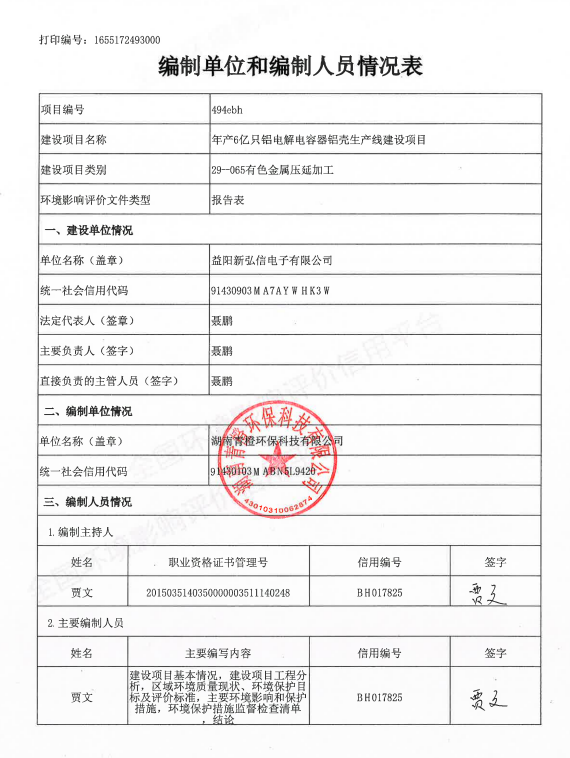 打印编号：1655172493000
编制单位和编制人员情况表
项目编号 494ebh
建设项目名称 年产6亿只铝电解电容器铝壳生产线建设项目
建设项目类别 29--065有色金属压延加工
环境影响评价文件类型 报告表
一、建设单位情况
单位名称（盖章） 益阳新弘信电子有限公司
统一社会信用代码 91430903MA7AYWHK3W
法定代表人（签章） 聂鹏
主要负责人（签字） 聂鹏
直接负责的主管人员（签字） 聂鹏
二、编制单位情况
单位名称（盖章） 湖南青橙环保科技有限公司
统一社会信用代码 91430103MABN5L9420
湖南青橙环保科技有限公司
43010310062874
三、编制人员情况
1.编制主持人
姓名 职业资格证书管理号 信用编号 签字
贾文 2015035140350000003511140248 BH017825 贾文
2.主要编制人员
姓名 主要编写内容 信用编号 签字
建设项目基本情况，建设项目工程分
析，区域环境质量现状、环境保护目
标及评价标准，主要环境影响和保护
措施，环境保护措施监督检查清单
，结论
贾文 BH017825 贾文